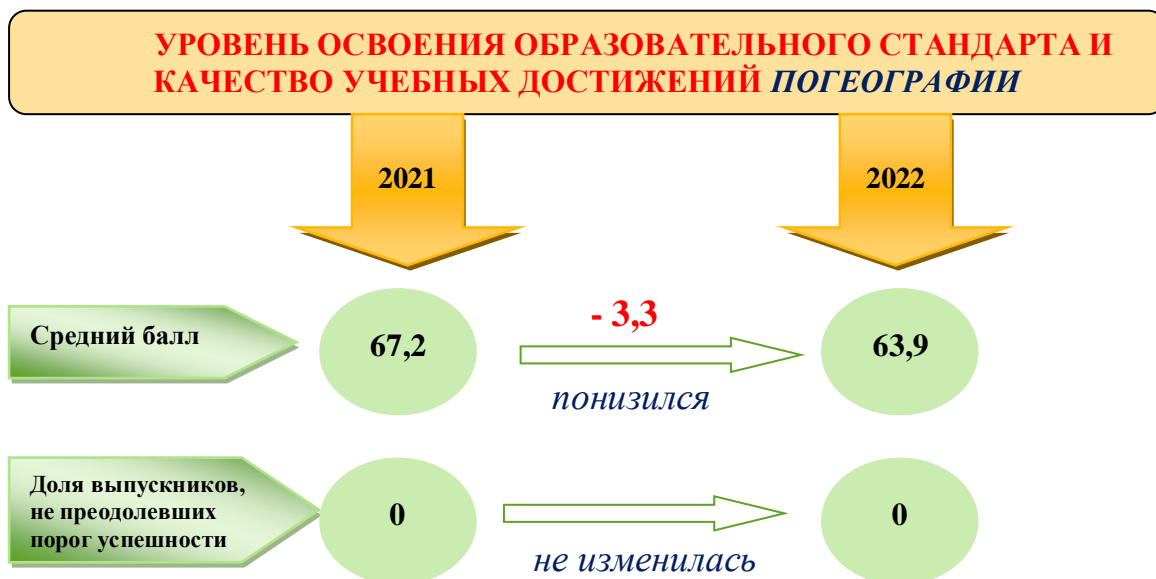 УРОВЕНЬ ОСВОЕНИЯ ОБРАЗОВАТЕЛЬНОГО СТАНДАРТА И
КАЧЕСТВО УЧЕБНЫХ ДОСТИЖЕНИЙ ПОГЕОГРАФИИ
2021
2022
Средний балл
67,2
- 3,3
понизился
63,9
Доля выпускников,
не преодолевших
порог успешности
0
не изменилась
0